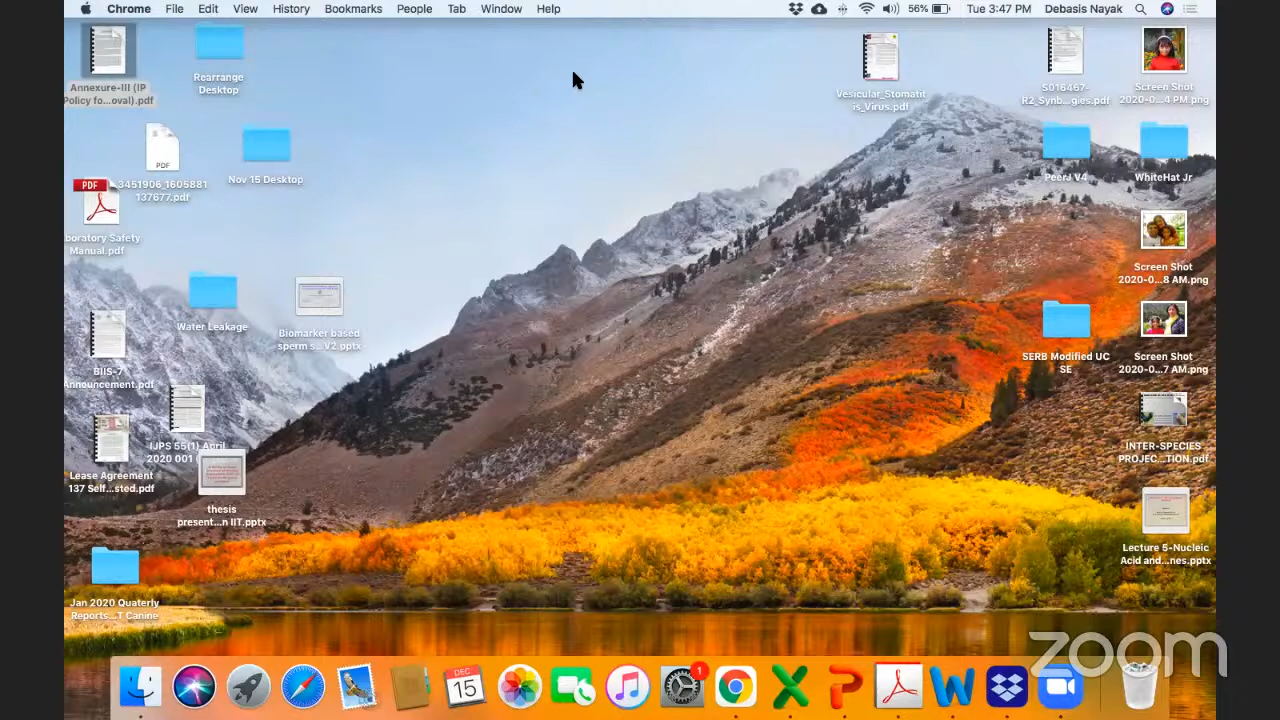 Chrome File Edit View History Bookmarks People Tab Window Help 56% Tue 3:47 PM Debasis Nayak
Annexure-III (IP
Policy fo...oval).pdf
Rearrange
Desktop
Vesicular_Stomatit
is_Virus.pdf
S016467-
R2_Synb...gies.pdf
Screen Shot
2020-0...4 PM.png
PDF
3451906_1605881
137677.pdf
Nov 15 Desktop
PeerJ V4
WhiteHat Jr
PDF
boratory Safety
Manual.pdf
Screen Shot
2020-0...8 AM.png
Water Leakage
Biomarker based
sperm s...V2.pptx
BIIS-7
Announcement.pdf
SERB Modified UC
SE
Screen Shot
2020-0...7 AM.png
IJPS 55(1) April
2020 001 (
Lease Agreement
137 Self...sted.pdf
INTER-SPECIES
PROJEC...TION.pdf
thesis
present...n IIT.pptx
Lecture 5-Nucleic
Acid and...nes.pptx
Jan 2020 Quaterly
Reports...T Canine
DEC
15
1
zoom